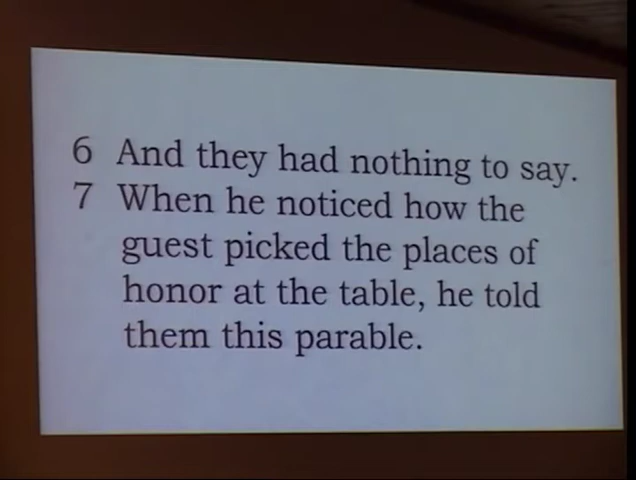 6 And they had nothing to say.
7 When he noticed how the
guest picked the places of
honor at the table, he told
them this parable.